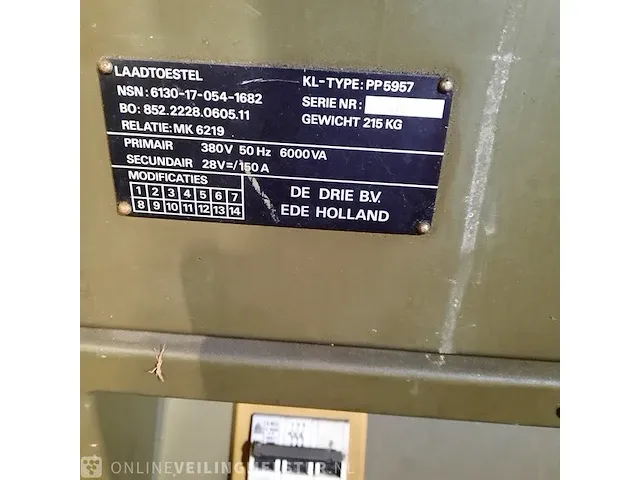 LAADTOESTEL
KL-TYPE: PP5957
NSN: 6130-17-054-1682
SERIE NR:
BO: 852.2228.0605.11
GEWICHT 215 KG
RELATIE: MK 6219
PRIMAIR 380V 50 Hz 6000VA
SECUNDAIR 28V=/150 A
MODIFICATIES
1 2 3 4 5 6 7
8 9 10 11 12 13 14
DE DRIE B.V.
EDE HOLLAND
ONLINEVEILINGMEESTER.NL